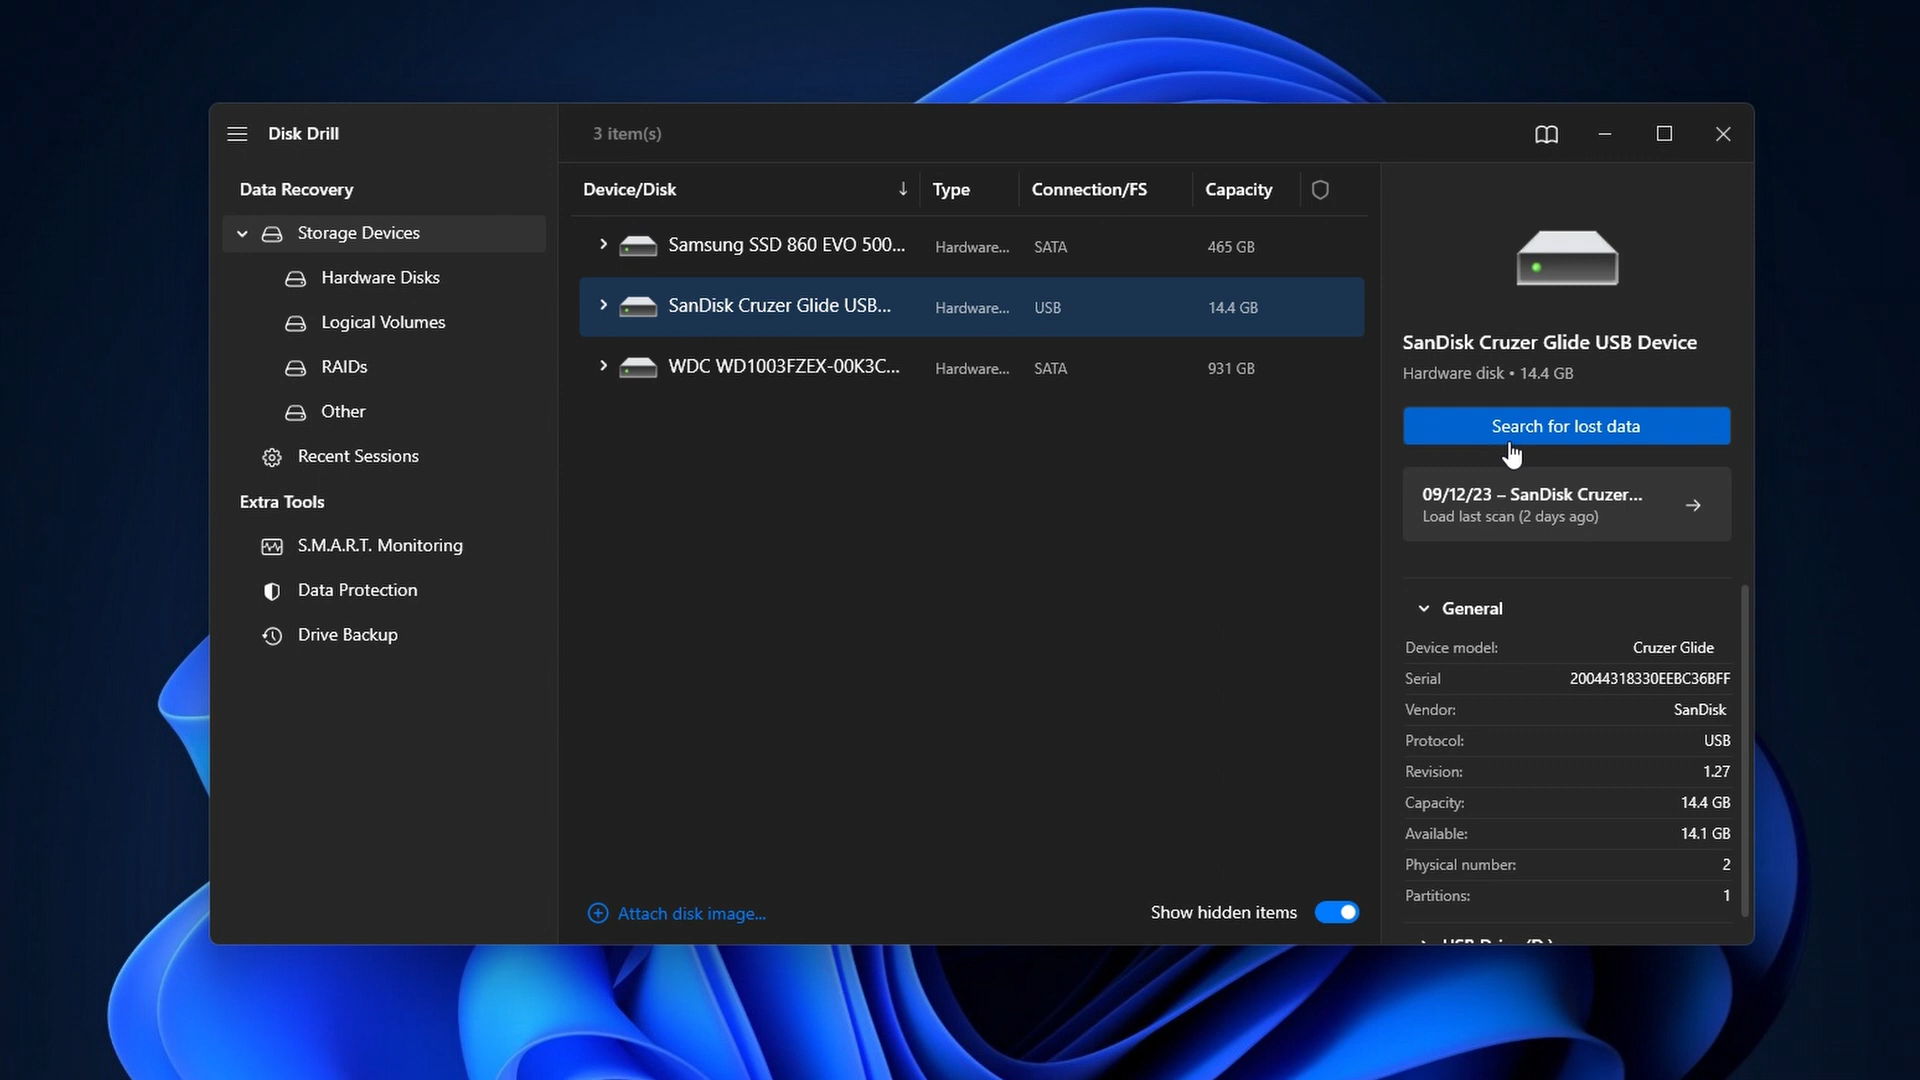 Disk Drill
3 item(s)
Data Recovery
Storage Devices
Hardware Disks
Logical Volumes
RAIDs
Other
Recent Sessions
Extra Tools
S.M.A.R.T. Monitoring
Data Protection
Drive Backup
Device/Disk Type Connection/FS Capacity
Samsung SSD 860 EVO 500... Hardware... SATA 465 GB
SanDisk Cruzer Glide USB... Hardware... USB 14.4 GB
WDC WD1003FZEX-00K3C... Hardware... SATA 931 GB
Attach disk image...
Show hidden items
SanDisk Cruzer Glide USB Device
Hardware disk • 14.4 GB
Search for lost data
09/12/23 – SanDisk Cruzer...
Load last scan (2 days ago)
General
Device model: Cruzer Glide
Serial 20044318330EEBC36BFF
Vendor: SanDisk
Protocol: USB
Revision: 1.27
Capacity: 14.4 GB
Available: 14.1 GB
Physical number: 2
Partitions: 1